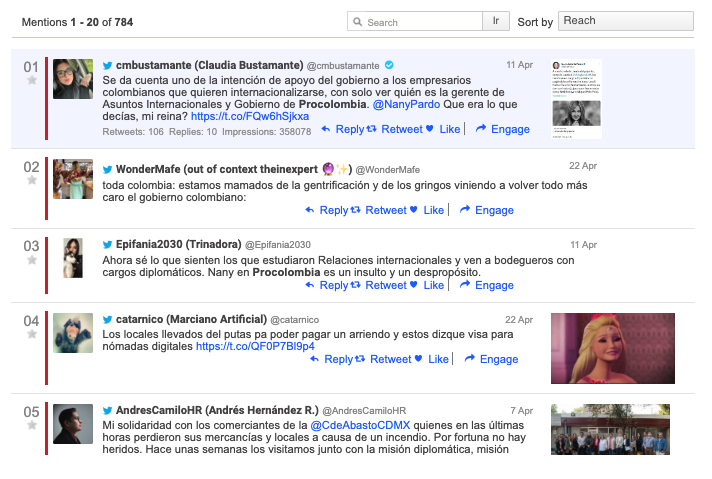 Mentions 1 - 20 of 784
Search
Ir
Sort by
Reach
01
cmbustamante (Claudia Bustamante) @cmbustamante
11 Apr
Se da cuenta uno de la intención de apoyo del gobierno a los empresarios
colombianos que quieren internacionalizarse, con solo ver quién es la gerente de
Asuntos Internacionales y Gobierno de Procolombia. @NanyPardo Que era lo que
decías, mi reina? https://t.co/FQw6hSjkxa
Retweets: 106 Replies: 10 Impressions: 358078 Reply Retweet Like Engage
02
WonderMafe (out of context theinexpert 🔮✨) @WonderMafe
22 Apr
toda colombia: estamos mamados de la gentrificación y de los gringos viniendo a volver todo más
caro el gobierno colombiano:
Reply Retweet Like Engage
03
Epifania2030 (Trinadora) @Epifania2030
11 Apr
Ahora sé lo que sienten los que estudiaron Relaciones internacionales y ven a bodegueros con
cargos diplomáticos. Nany en Procolombia es un insulto y un despropósito.
Reply Retweet Like Engage
04
catarnico (Marciano Artificial) @catarnico
22 Apr
Los locales llevados del putas pa poder pagar un arriendo y estos dizque visa para
nómadas digitales https://t.co/QF0P7Bl9p4
Reply Retweet Like Engage
05
AndresCamiloHR (Andrés Hernández R.) @AndresCamiloHR
7 Apr
Mi solidaridad con los comerciantes de la @CdeAbastoCDMX quienes en las últimas
horas perdieron sus mercancías y locales a causa de un incendio. Por fortuna no hay
heridos. Hace unas semanas los visitamos junto con la misión diplomática, misión